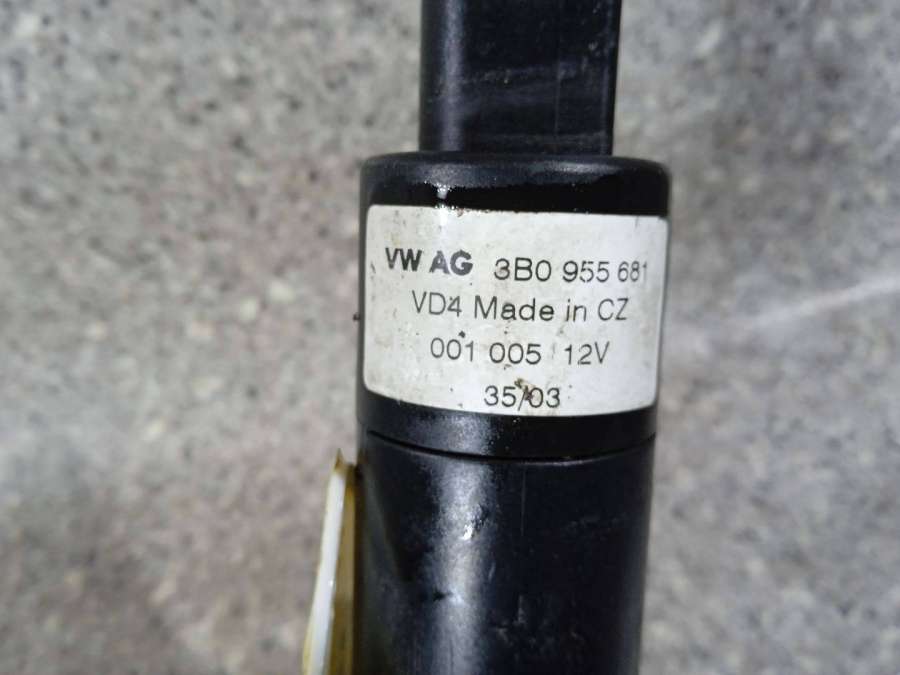 VW AG 3B0 955 681
VD4 Made in CZ
001 005 12V
35/03